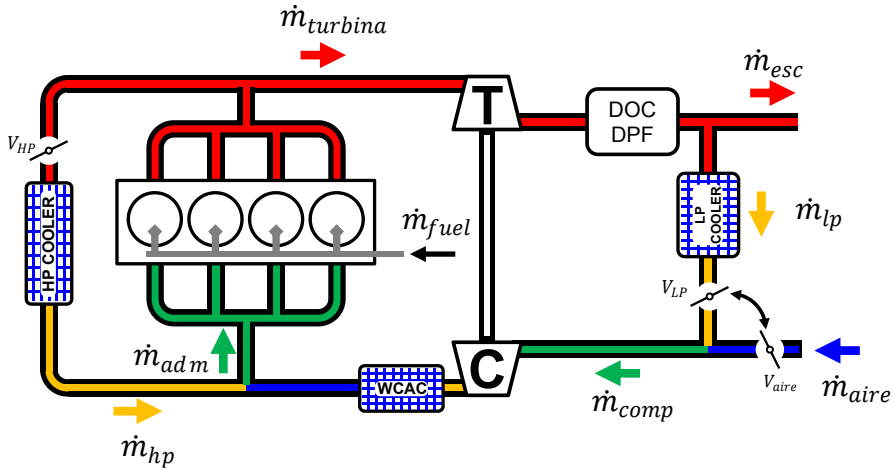 ṁ_turbina
ṁ_esc
T
DOC
DPF
V_HP
HP COOLER
LP
COOLER
ṁ_lp
ṁ_fuel
V_LP
ṁ_adm
C
WCAC
ṁ_comp
V_aire
ṁ_aire
ṁ_hp